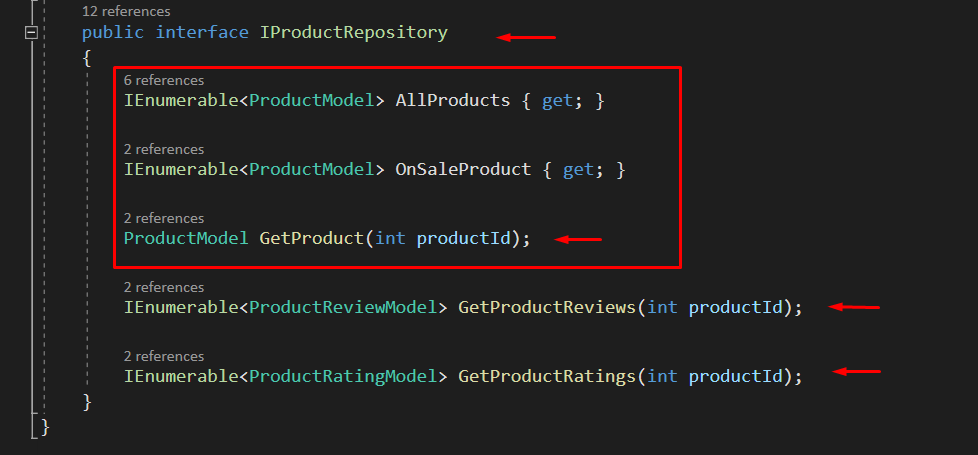 12 references
public interface IProductRepository
{
6 references
IEnumerable<ProductModel> AllProducts { get; }
2 references
IEnumerable<ProductModel> OnSaleProduct { get; }
2 references
ProductModel GetProduct(int productId);
2 references
IEnumerable<ProductReviewModel> GetProductReviews(int productId);
2 references
IEnumerable<ProductRatingModel> GetProductRatings(int productId);
}
}